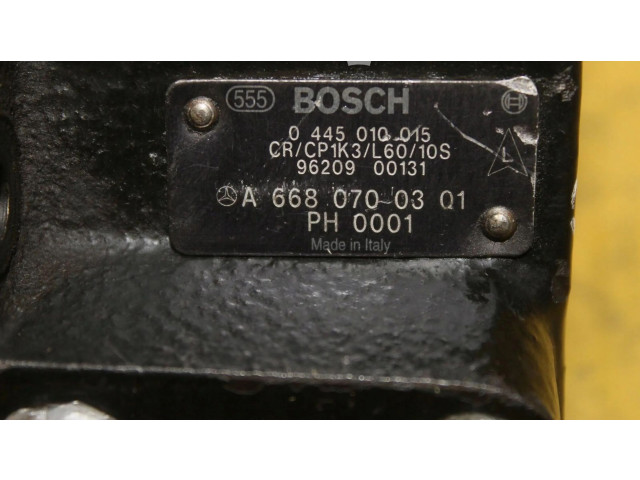 555 BOSCH
0 445 010 015
CR/CP1K3/L60/10S
L
96209 00131
A 668 070 03 01
PH 0001
Made in Italy